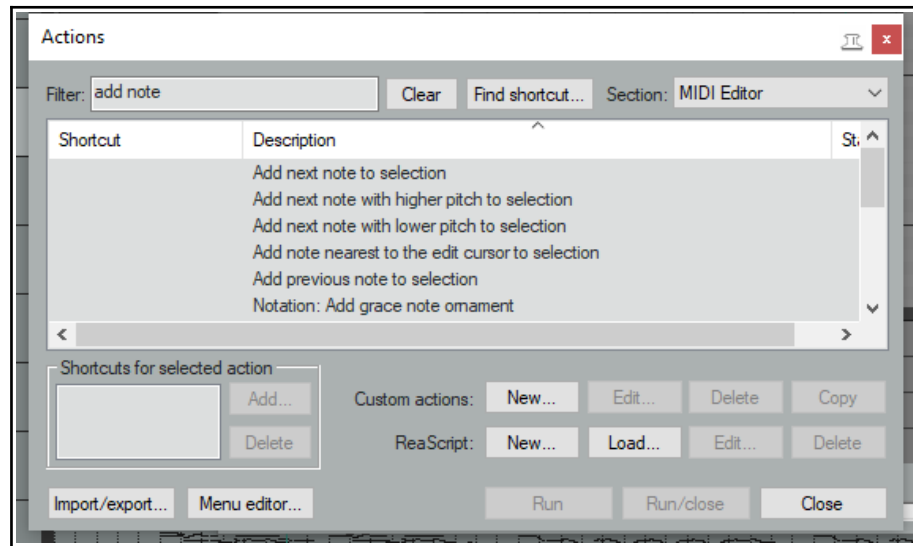 Actions
Filter: add note Clear Find shortcut... Section: MIDI Editor
Shortcut Description
Add next note to selection
Add next note with higher pitch to selection
Add next note with lower pitch to selection
Add note nearest to the edit cursor to selection
Add previous note to selection
Notation: Add grace note ornament
Shortcuts for selected action
Add... Custom actions: New... Edit... Delete Copy
Delete ReaScript: New... Load... Edit... Delete
Import/export... Menu editor... Run Run/close Close